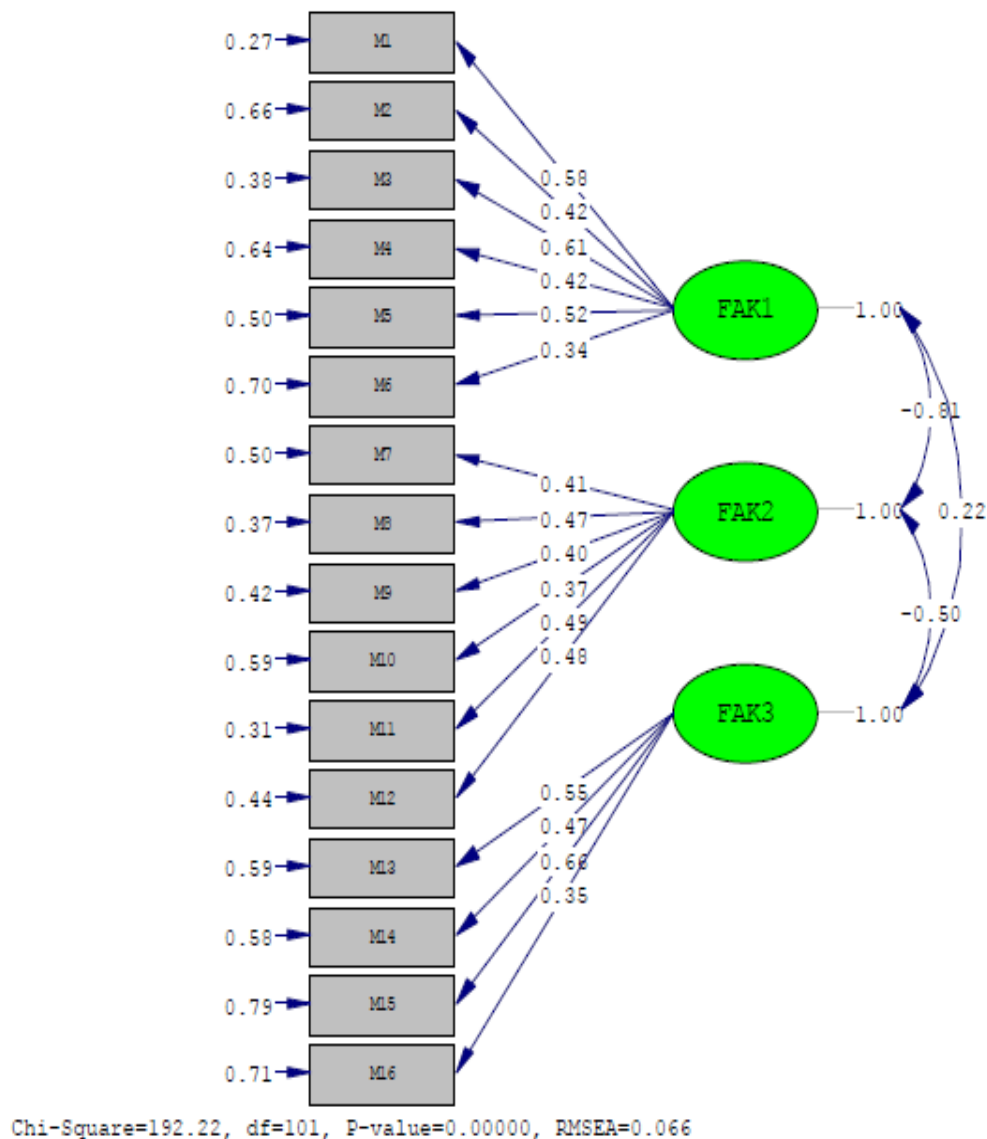 0.27 M1
0.66 M2
0.38 M3
0.58
0.42
0.64 M4
0.61
0.42
0.50 M5
0.52
FAK1 1.00
0.34
0.70 M6
-0.81
0.50 M7
0.41
0.37 M8
0.47
FAK2 1.00 0.22
0.40
0.42 M9
0.37
0.49
-0.50
0.59 M10
0.48
0.31 M11
FAK3 1.00
0.44 M12
0.55
0.47
0.59 M13
0.66
0.35
0.58 M14
0.79 M15
0.71 M16
Chi-Square=192.22, df=101, P-value=0.00000, RMSEA=0.066